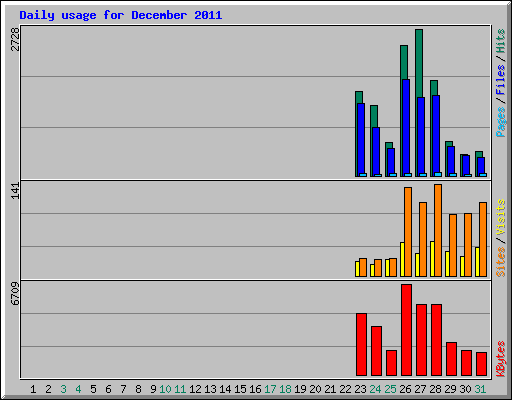 Daily usage for December 2011
2728
Pages/Files/Hits
141
Sites/Visits
6709
KBytes
1 2 3 4 5 6 7 8 9 10 11 12 13 14 15 16 17 18 19 20 21 22 23 24 25 26 27 28 29 30 31